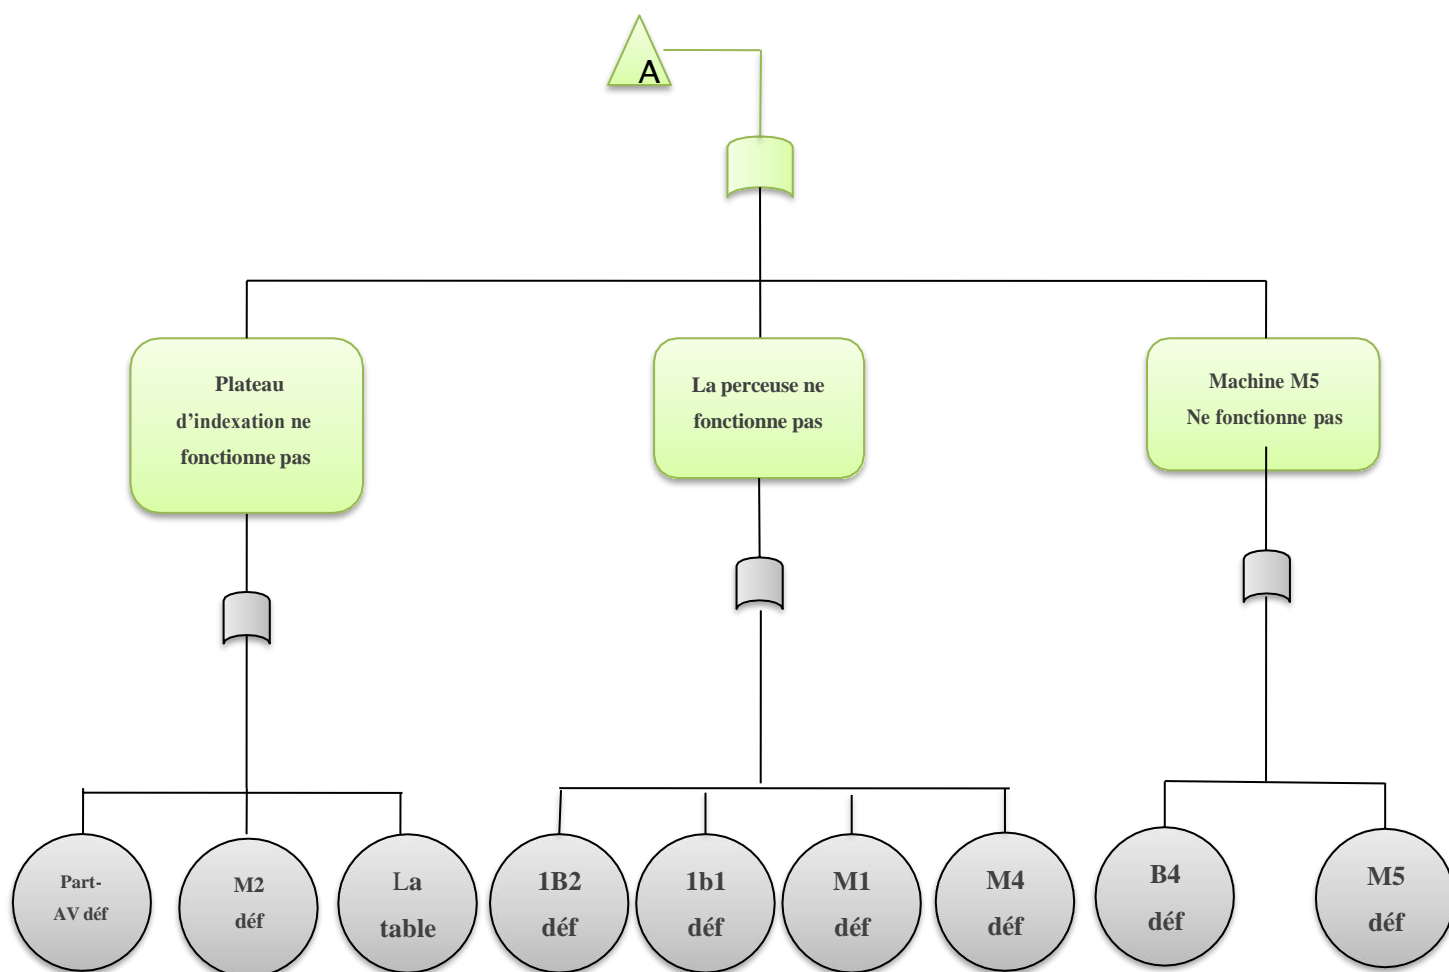 A
Plateau
d’indexation ne
fonctionne pas
La perceuse ne
fonctionne pas
Machine M5
Ne fonctionne pas
Part-
AV déf
M2
déf
La
table
1B2
déf
1b1
déf
M1
déf
M4
déf
B4
déf
M5
déf